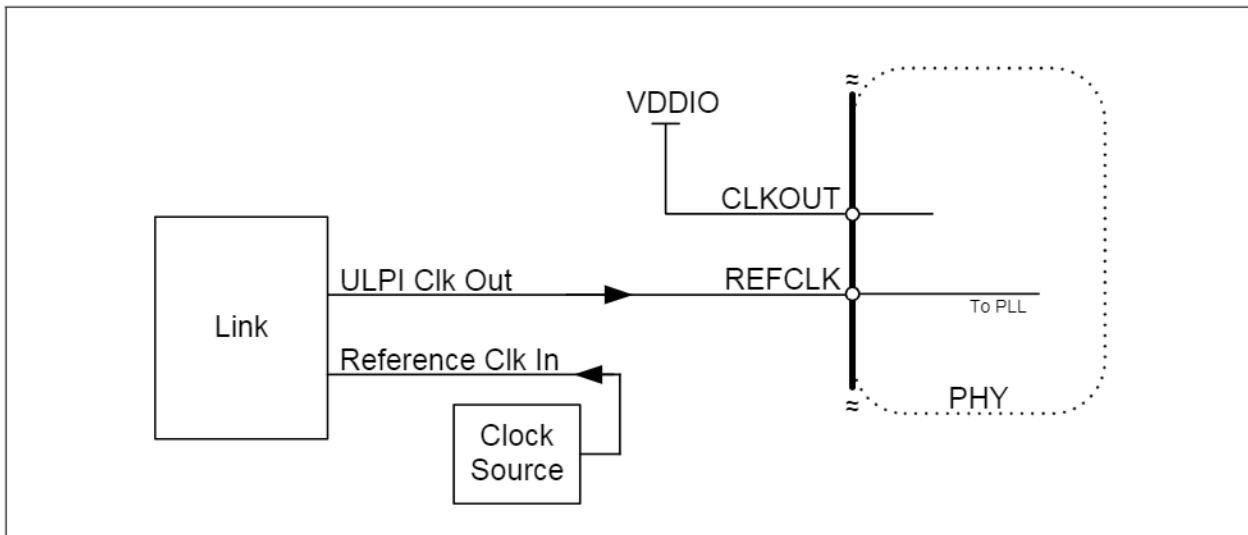 VDDIO
CLKOUT
ULPI Clk Out
REFCLK
To PLL
Link
Reference Clk In
PHY
Clock
Source